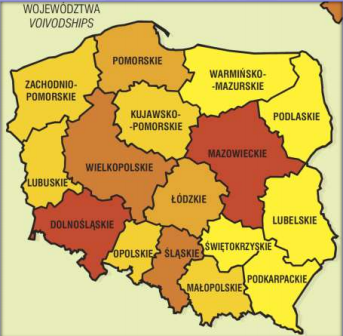 WOJEWÓDZTWA
VOIVODSHIPS
POMORSKIE
WARMIŃSKO-
-MAZURSKIE
ZACHODNIO-
POMORSKIE
KUJAWSKO-
-POMORSKIE
PODLASKIE
MAZOWIECKIE
WIELKOPOLSKIE
LUBUSKIE
ŁÓDZKIE
DOLNOŚLĄSKIE
LUBELSKIE
OPOLSKIE
ŚLĄSKIE
ŚWIĘTOKRZYSKIE
MAŁOPOLSKIE
PODKARPACKIE